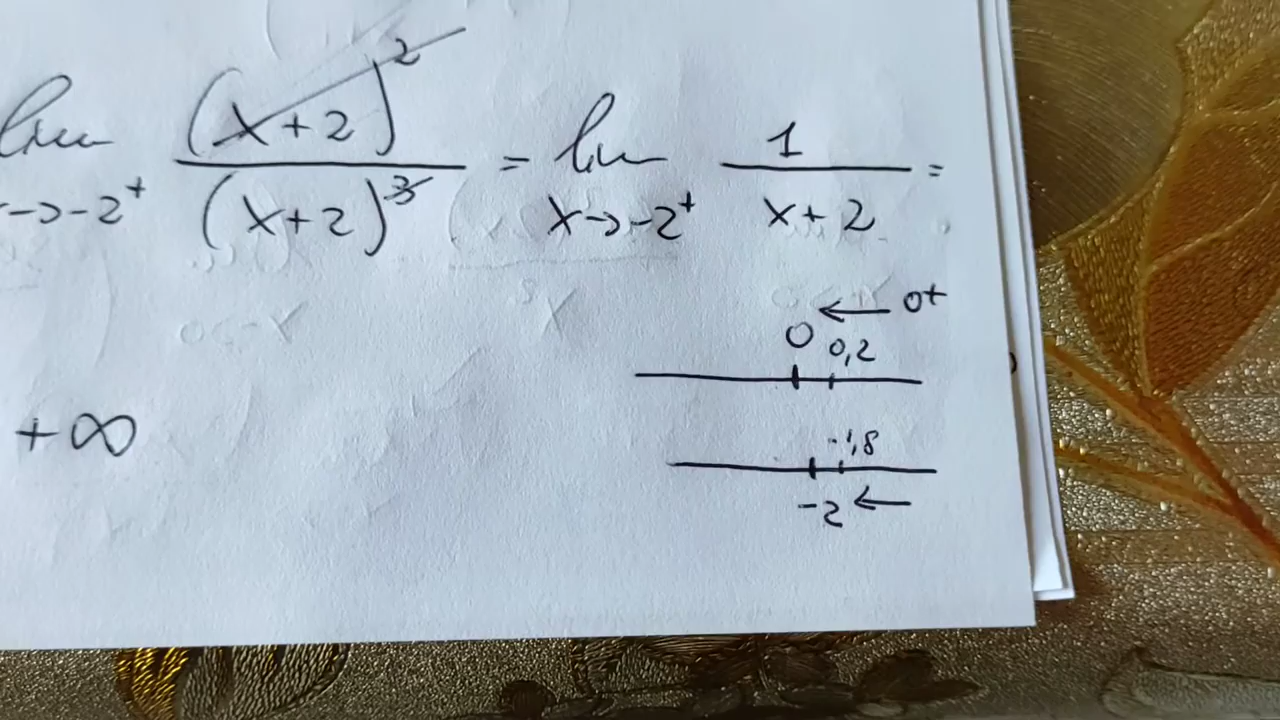 lim (x+2)² / (x+2)³ = lim 1 / x+2 =
→-2⁺ x→-2⁺
0 ← 0+
0,2
+∞
-1,8
-2 ←